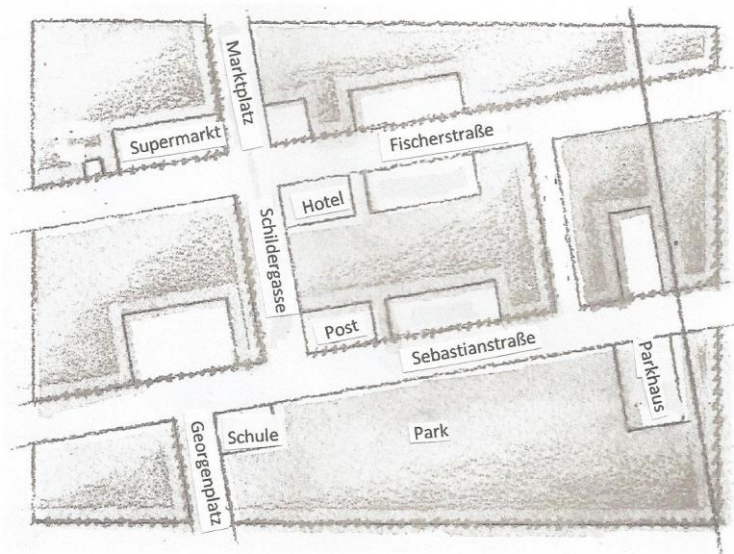 Marktplatz
Supermarkt
Fischerstraße
Hotel
Schildergasse
Post
Sebastianstraße
Parkhaus
Georgenplatz
Schule
Park